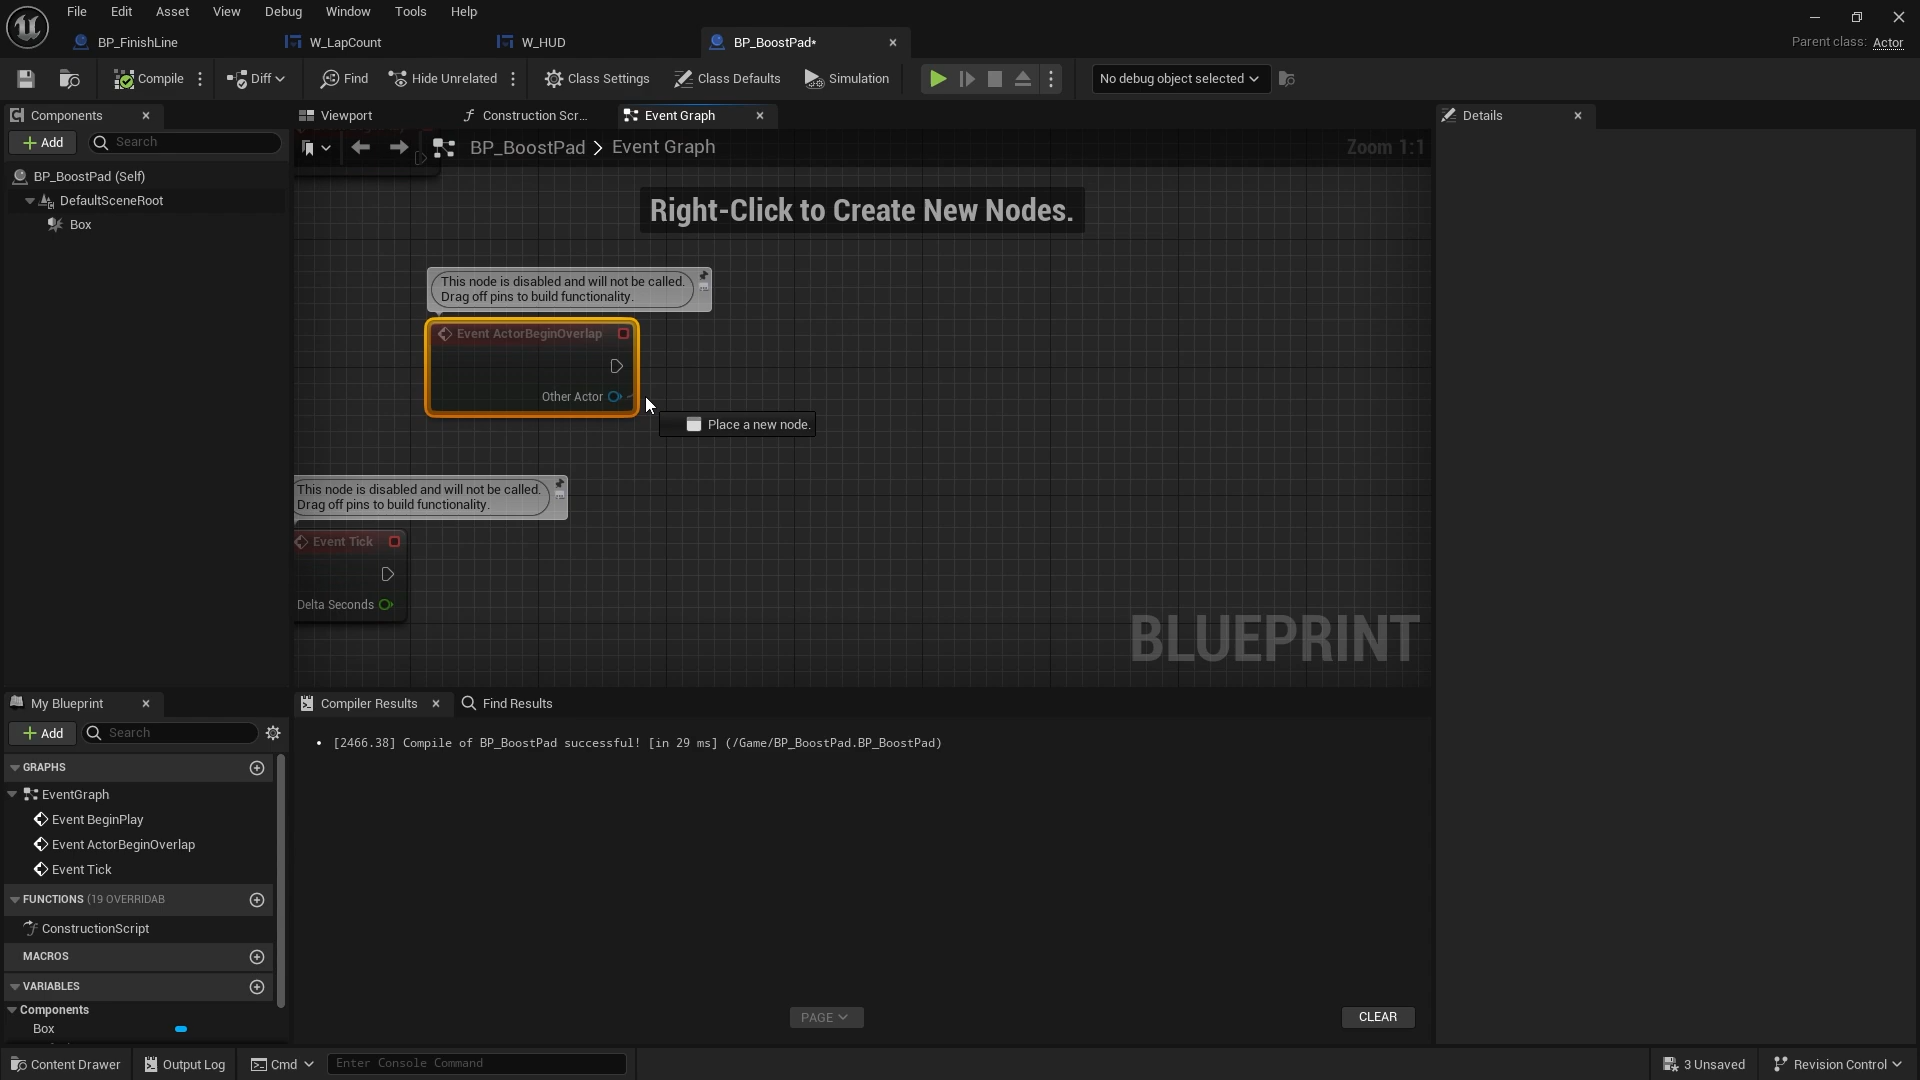 File Edit Asset View Debug Window Tools Help
BP_FinishLine W_LapCount W_HUD BP_BoostPad* Parent class: Actor
Compile Diff Find Hide Unrelated Class Settings Class Defaults Simulation No debug object selected
Components
Add Search
BP_BoostPad (Self)
DefaultSceneRoot
Box
Viewport Construction Scr... Event Graph
BP_BoostPad > Event Graph Zoom 1:1
Right-Click to Create New Nodes.
This node is disabled and will not be called.
Drag off pins to build functionality.
Event ActorBeginOverlap
Other Actor
Place a new node.
This node is disabled and will not be called.
Drag off pins to build functionality.
Event Tick
Delta Seconds
BLUEPRINT
Details
My Blueprint
Add Search
GRAPHS
EventGraph
Event BeginPlay
Event ActorBeginOverlap
Event Tick
FUNCTIONS (19 OVERRIDAB
ConstructionScript
MACROS
VARIABLES
Components
Box
Compiler Results Find Results
• [2466.38] Compile of BP_BoostPad successful! [in 29 ms] (/Game/BP_BoostPad.BP_BoostPad)
PAGE CLEAR
Content Drawer Output Log Cmd Enter Console Command 3 Unsaved Revision Control